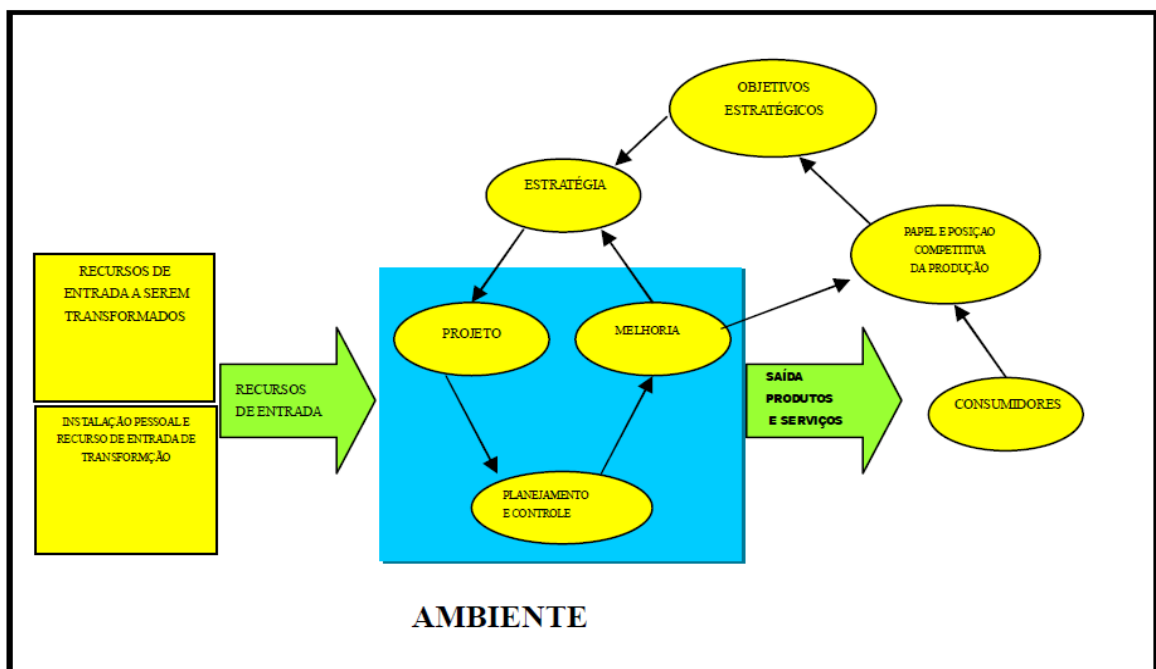 OBJETIVOS
ESTRATÉGICOS
ESTRATÉGIA
PAPEL E POSIÇAO
COMPETITIVA
DA PRODUÇÃO
RECURSOS DE
ENTRADA A SEREM
TRANSFORMADOS
PROJETO
MELHORIA
RECURSOS
DE ENTRADA
SAÍDA
PRODUTOS
E SERVIÇOS
CONSUMIDORES
INSTALAÇÃO PESSOAL E
RECURSO DE ENTRADA DE
TRANSFORMÇÃO
PLANEJAMENTO
E CONTROLE
AMBIENTE